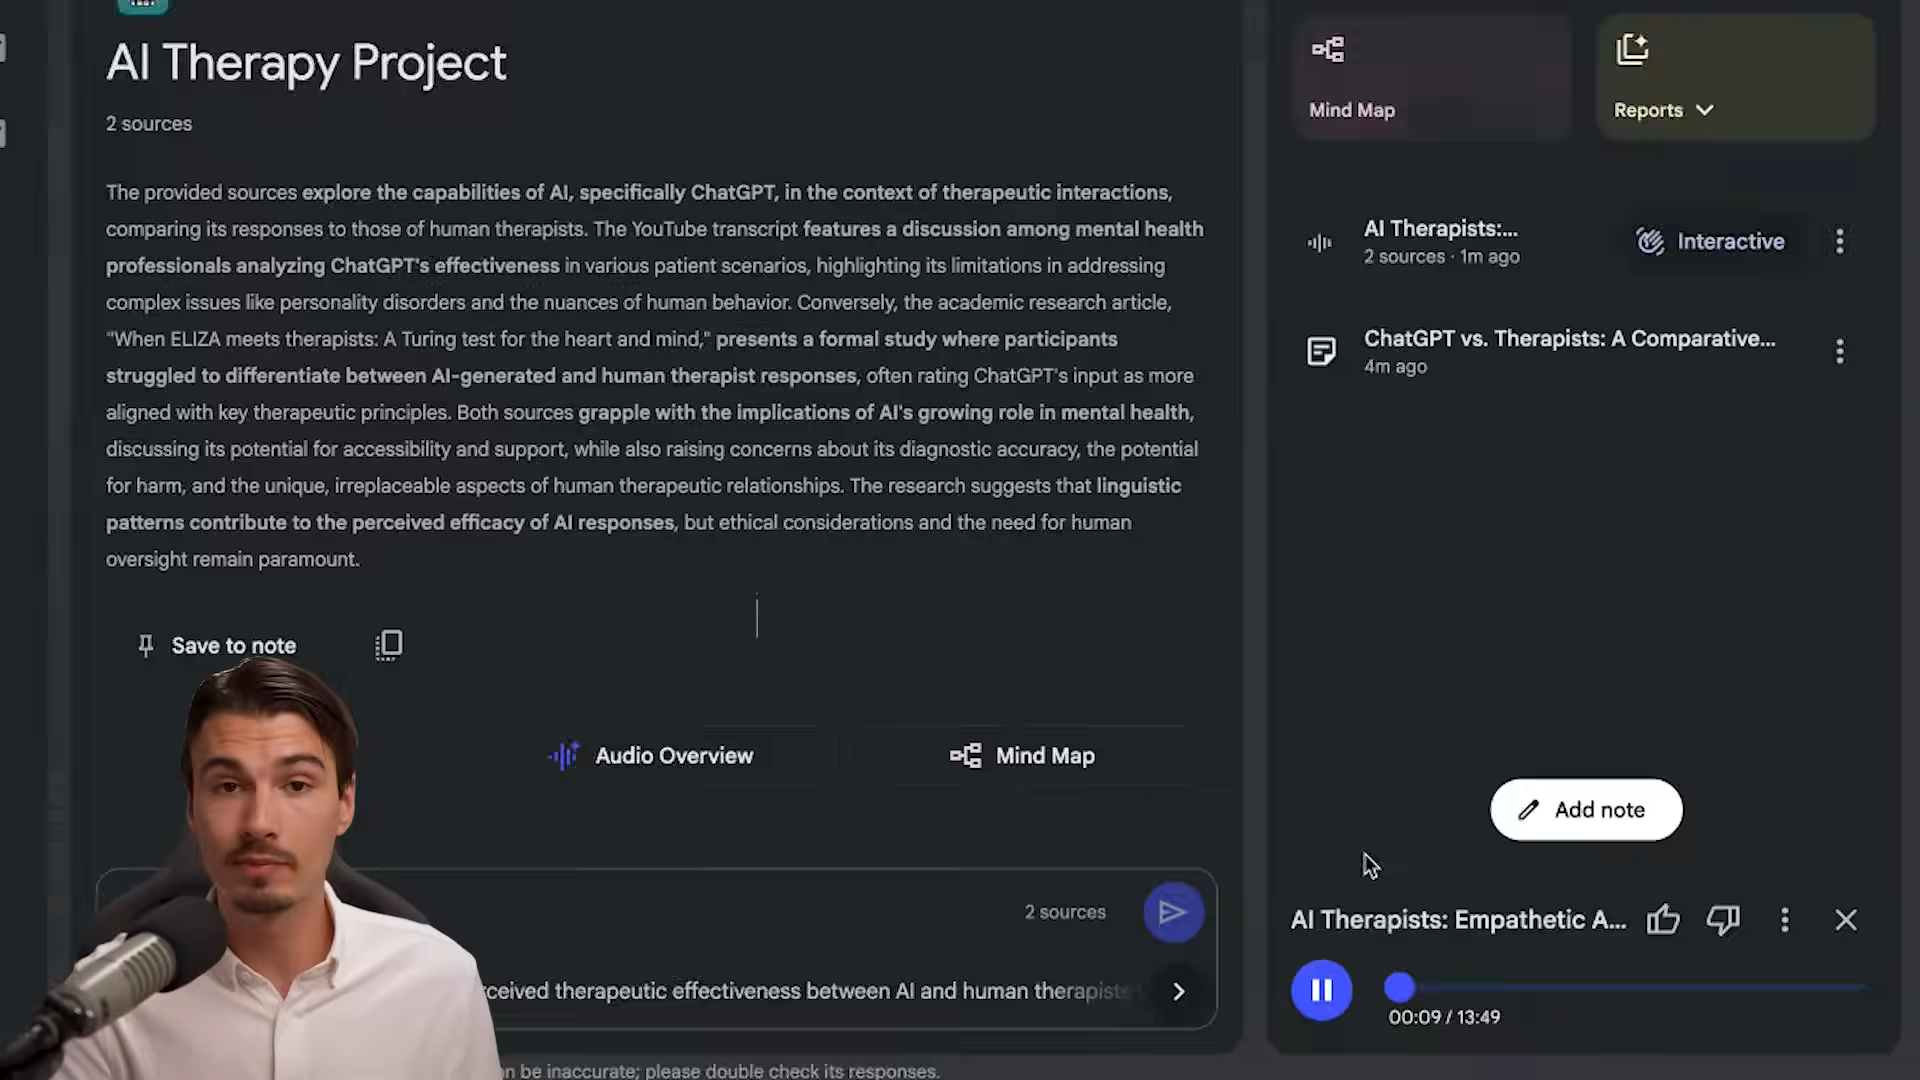 AI Therapy Project
2 sources
The provided sources explore the capabilities of AI, specifically ChatGPT, in the context of therapeutic interactions,
comparing its responses to those of human therapists. The YouTube transcript features a discussion among mental health
professionals analyzing ChatGPT's effectiveness in various patient scenarios, highlighting its limitations in addressing
complex issues like personality disorders and the nuances of human behavior. Conversely, the academic research article,
"When ELIZA meets therapists: A Turing test for the heart and mind," presents a formal study where participants
struggled to differentiate between AI-generated and human therapist responses, often rating ChatGPT's input as more
aligned with key therapeutic principles. Both sources grapple with the implications of AI's growing role in mental health,
discussing its potential for accessibility and support, while also raising concerns about its diagnostic accuracy, the potential
for harm, and the unique, irreplaceable aspects of human therapeutic relationships. The research suggests that linguistic
patterns contribute to the perceived efficacy of AI responses, but ethical considerations and the need for human
oversight remain paramount.
Save to note
Audio Overview
Mind Map
2 sources
ceived therapeutic effectiveness between AI and human therapists
n be inaccurate; please double check its responses.
Mind Map
Reports
AI Therapists:...
2 sources · 1m ago
Interactive
ChatGPT vs. Therapists: A Comparative...
4m ago
Add note
AI Therapists: Empathetic A...
00:09 / 13:49